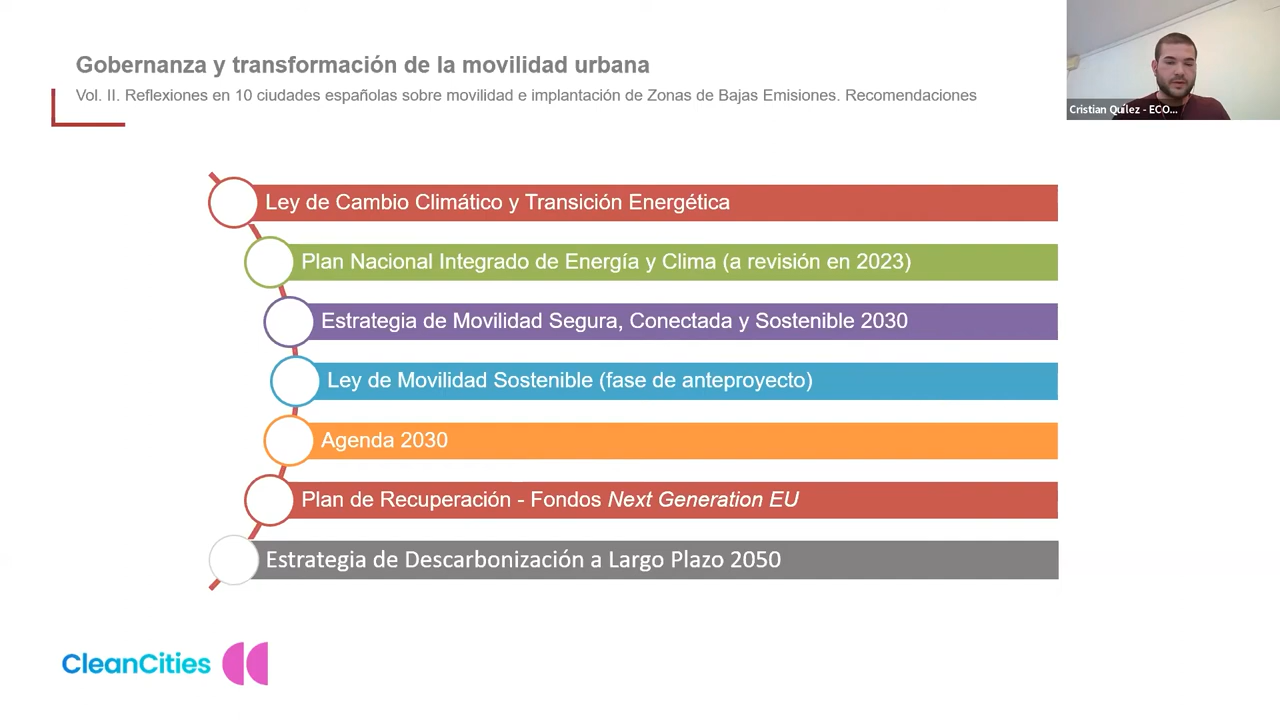 Gobernanza y transformación de la movilidad urbana
Vol. II. Reflexiones en 10 ciudades españolas sobre movilidad e implantación de Zonas de Bajas Emisiones. Recomendaciones
Cristian Quílez - ECO...
Ley de Cambio Climático y Transición Energética
Plan Nacional Integrado de Energía y Clima (a revisión en 2023)
Estrategia de Movilidad Segura, Conectada y Sostenible 2030
Ley de Movilidad Sostenible (fase de anteproyecto)
Agenda 2030
Plan de Recuperación - Fondos Next Generation EU
Estrategia de Descarbonización a Largo Plazo 2050
CleanCities